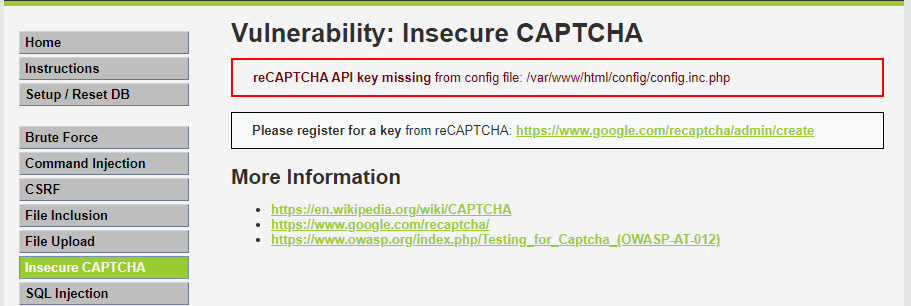 Home
Instructions
Setup / Reset DB
Brute Force
Command Injection
CSRF
File Inclusion
File Upload
Insecure CAPTCHA
SQL Injection
Vulnerability: Insecure CAPTCHA
reCAPTCHA API key missing from config file: /var/www/html/config/config.inc.php
Please register for a key from reCAPTCHA: https://www.google.com/recaptcha/admin/create
More Information
https://en.wikipedia.org/wiki/CAPTCHA
https://www.google.com/recaptcha/
https://www.owasp.org/index.php/Testing_for_Captcha_(OWASP-AT-012)